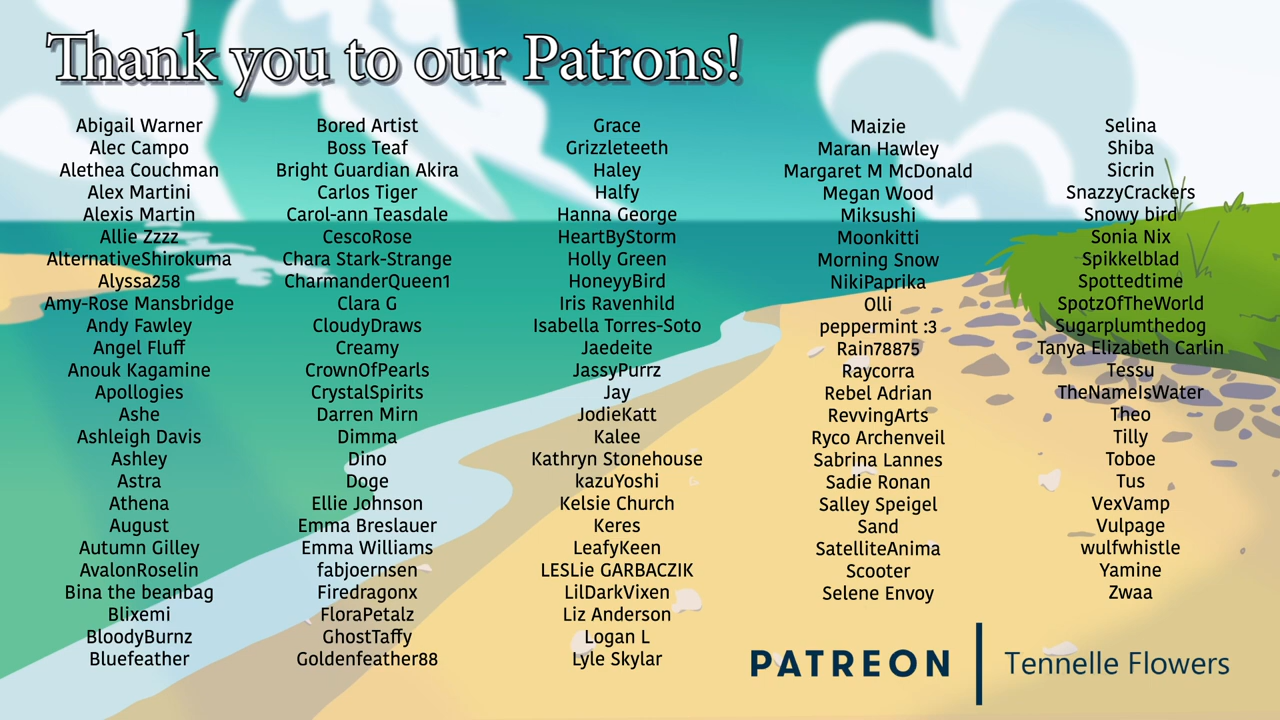 Thank you to our Patrons!
Abigail Warner
Alec Campo
Alethea Couchman
Alex Martini
Alexis Martin
Allie Zzzz
AlternativeShirokuma
Alyssa258
Amy-Rose Mansbridge
Andy Fawley
Angel Fluff
Anouk Kagamine
Apollogies
Ashe
Ashleigh Davis
Ashley
Astra
Athena
August
Autumn Gilley
AvalonRoselin
Bina the beanbag
Blixemi
BloodyBurnz
Bluefeather
Bored Artist
Boss Teaf
Bright Guardian Akira
Carlos Tiger
Carol-ann Teasdale
CescoRose
Chara Stark-Strange
CharmanderQueen1
Clara G
CloudyDraws
Creamy
CrownOfPearls
CrystalSpirits
Darren Mirn
Dimma
Dino
Doge
Ellie Johnson
Emma Breslauer
Emma Williams
fabjoernsen
Firedragonx
FloraPetalz
GhostTaffy
Goldenfeather88
Grace
Grizzleteeth
Haley
Halfy
Hanna George
HeartByStorm
Holly Green
HoneyyBird
Iris Ravenhild
Isabella Torres-Soto
Jaedeite
JassyPurrz
Jay
JodieKatt
Kalee
Kathryn Stonehouse
kazuYoshi
Kelsie Church
Keres
LeafyKeen
LESLie GARBACZIK
LilDarkVixen
Liz Anderson
Logan L
Lyle Skylar
Maizie
Maran Hawley
Margaret M McDonald
Megan Wood
Miksushi
Moonkitti
Morning Snow
NikiPaprika
Olli
peppermint :3
Rain78875
Raycorra
Rebel Adrian
RevvingArts
Ryco Archenveil
Sabrina Lannes
Sadie Ronan
Salley Speigel
Sand
SatelliteAnima
Scooter
Selene Envoy
Selina
Shiba
Sicrin
SnazzyCrackers
Snowy bird
Sonia Nix
Spikkelblad
Spottedtime
SpotzOfTheWorld
Sugarplumthedog
Tanya Elizabeth Carlin
Tessu
TheNameIsWater
Theo
Tilly
Toboe
Tus
VexVamp
Vulpage
wulfwhistle
Yamine
Zwaa
PATREON | Tennelle Flowers